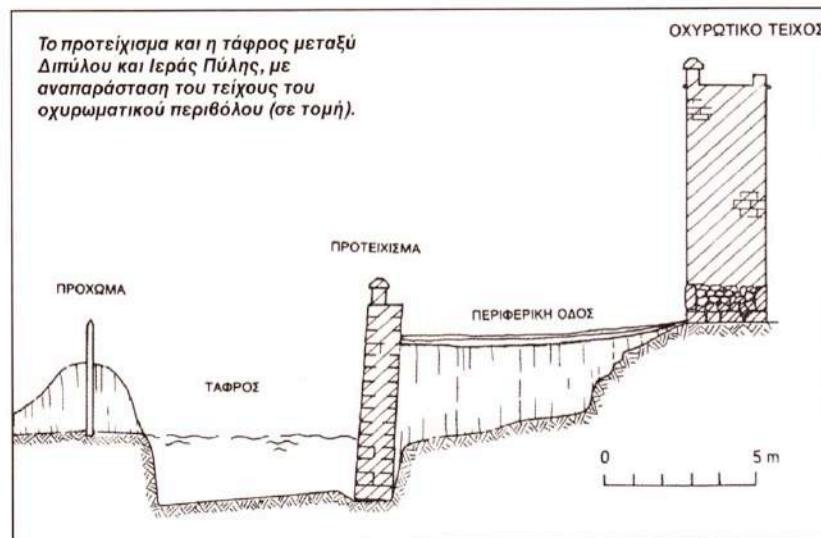 Το προτείχισμα και η τάφρος μεταξύ
Διπύλου και Ιεράς Πύλης, με
αναπαράσταση του τείχους του
οχυρωματικού περιβόλου (σε τομή).
ΟΧΥΡΩΤΙΚΟ ΤΕΙΧΟΣ
ΠΡΟΤΕΙΧΙΣΜΑ
ΠΡΟΧΩΜΑ
ΠΕΡΙΦΕΡΙΚΗ ΟΔΟΣ
ΤΑΦΡΟΣ
0 5 m